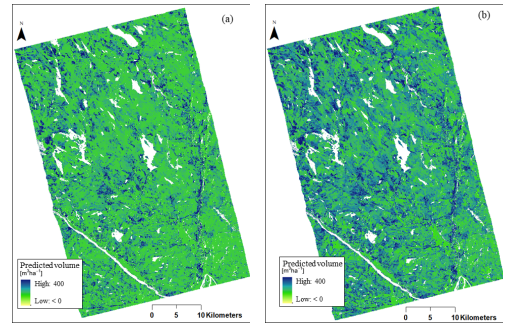 N
(a)
Predicted volume
[m³ha⁻¹]
High: 400
Low: < 0
0 5 10 Kilometers
N
(b)
Predicted volume
[m³ha⁻¹]
High: 400
Low: < 0
0 5 10 Kilometers